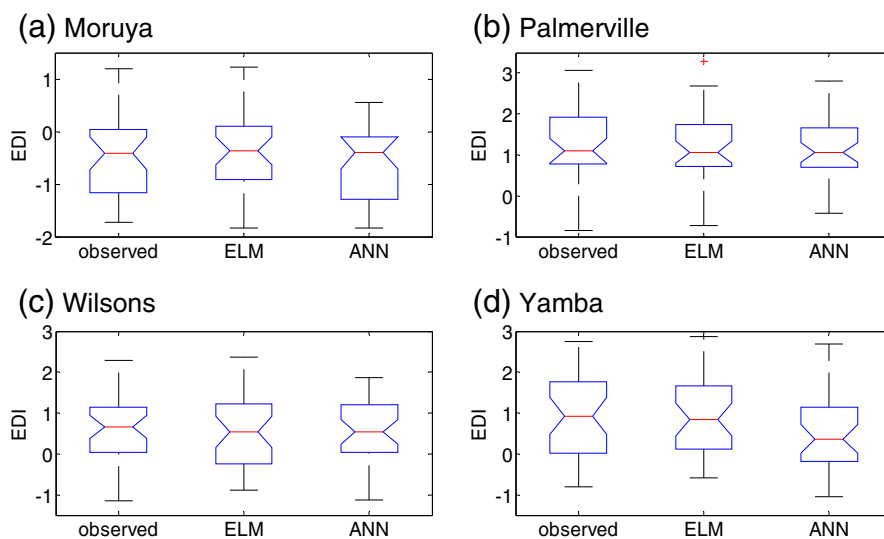 (a) Moruya
EDI
1
0
-1
-2
observed ELM ANN
(b) Palmerville
EDI
3
2
1
0
-1
observed ELM ANN
(c) Wilsons
EDI
3
2
1
0
-1
observed ELM ANN
(d) Yamba
EDI
3
2
1
0
-1
observed ELM ANN